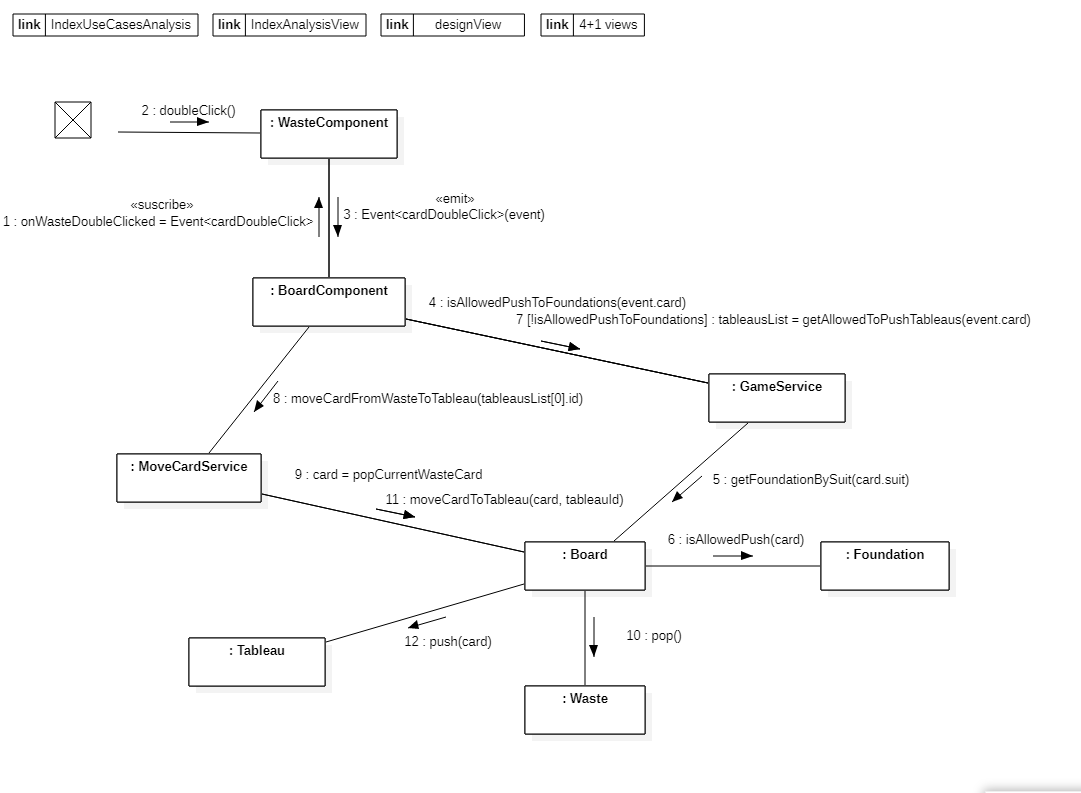 link IndexUseCasesAnalysis
link IndexAnalysisView
link designView
link 4+1 views
2 : doubleClick()
: WasteComponent
«suscribe»
1 : onWasteDoubleClicked = Event<cardDoubleClick>
«emit»
3 : Event<cardDoubleClick>(event)
: BoardComponent
4 : isAllowedPushToFoundations(event.card)
7 [!isAllowedPushToFoundations] : tableausList = getAllowedToPushTableaus(event.card)
: GameService
8 : moveCardFromWasteToTableau(tableausList[0].id)
: MoveCardService
9 : card = popCurrentWasteCard
11 : moveCardToTableau(card, tableauId)
5 : getFoundationBySuit(card.suit)
: Board
6 : isAllowedPush(card)
: Foundation
12 : push(card)
10 : pop()
: Tableau
: Waste